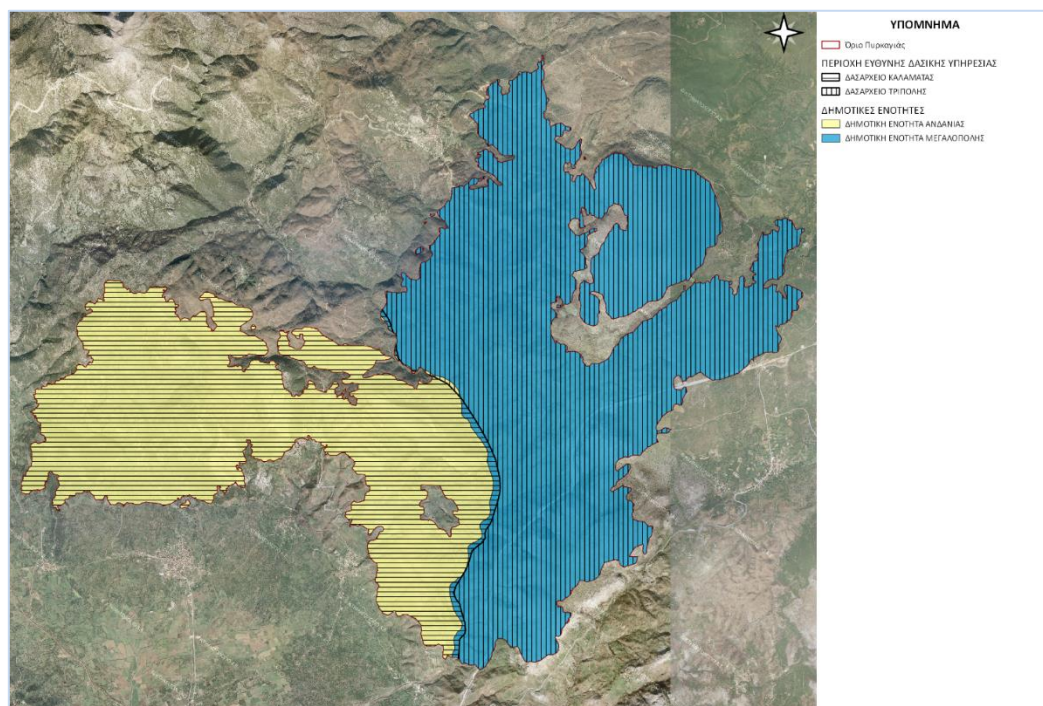 ΥΠΟΜΝΗΜΑ
Όριο Πυρκαγιάς
ΠΕΡΙΟΧΗ ΕΥΘΥΝΗΣ ΔΑΣΙΚΗΣ ΥΠΗΡΕΣΙΑΣ
ΔΑΣΑΡΧΕΙΟ ΚΑΛΑΜΑΤΑΣ
ΔΑΣΑΡΧΕΙΟ ΤΡΙΠΟΛΗΣ
ΔΗΜΟΤΙΚΕΣ ΕΝΟΤΗΤΕΣ
ΔΗΜΟΤΙΚΗ ΕΝΟΤΗΤΑ ΑΝΔΑΝΙΑΣ
ΔΗΜΟΤΙΚΗ ΕΝΟΤΗΤΑ ΜΕΓΑΛΟΠΟΛΗΣ